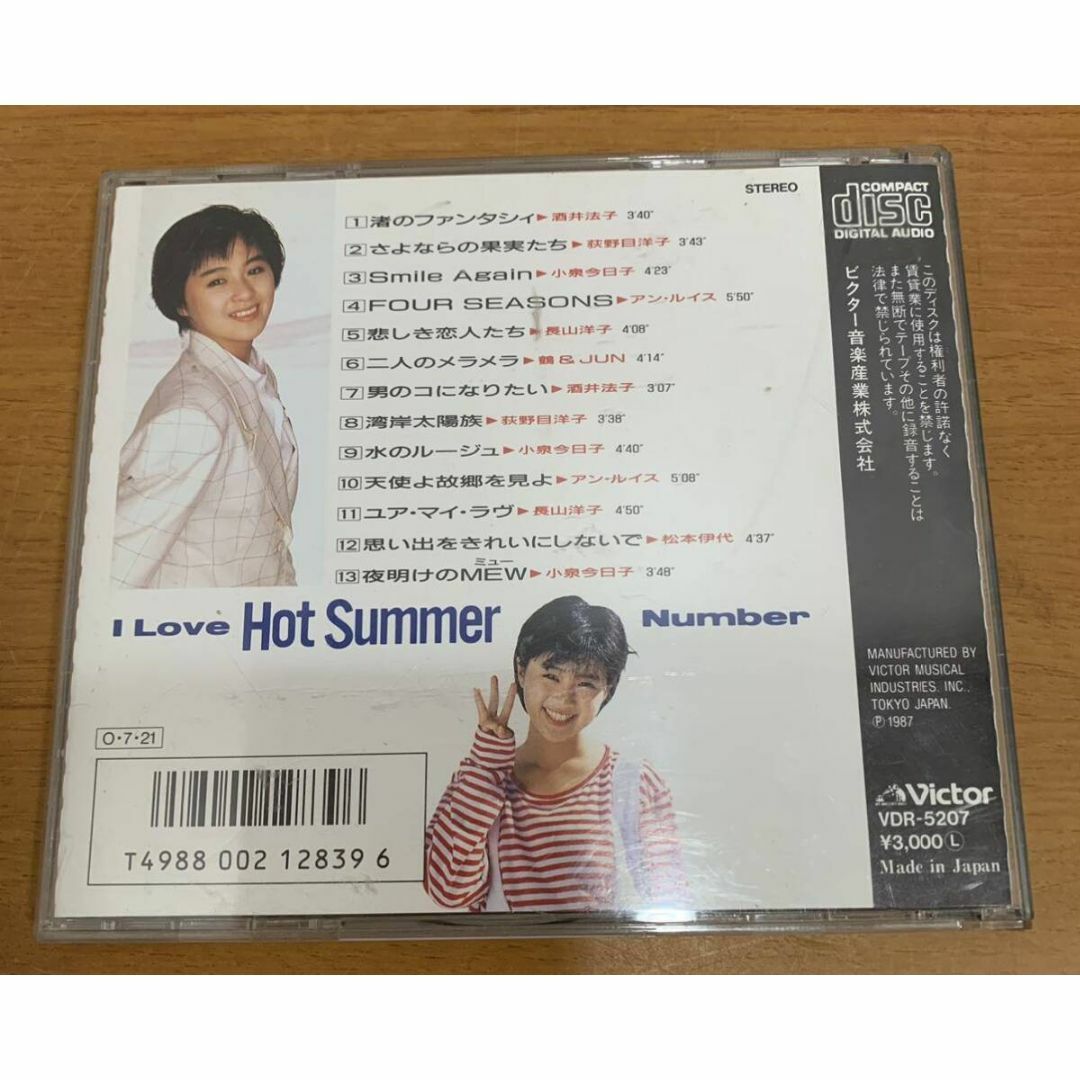 STEREO
1 渚のファンタシィ▶酒井法子 3'40"
2 さよならの果実たち▶荻野目洋子 3'43"
3 Smile Again▶小泉今日子 4'23"
4 FOUR SEASONS▶アン・ルイス 5'50"
5 悲しき恋人たち▶長山洋子 4'08"
6 二人のメラメラ▶鶴&JUN 4'14"
7 男のコになりたい▶酒井法子 3'07"
8 湾岸太陽族▶荻野目洋子 3'38"
9 水のルージュ▶小泉今日子 4'40"
10 天使よ故郷を見よ▶アン・ルイス 5'08"
11 ユア・マイ・ラヴ▶長山洋子 4'50"
12 思い出をきれいにしないで▶松本伊代 4'37"
ミュー
13 夜明けのMEW▶小泉今日子 3'48"
I Love Hot Summer Number
O・7・21
T4988 002 12839 6
COMPACT
disc
DIGITAL AUDIO
このディスクは権利者の許諾なく
賃貸業に使用することを禁じます。
また無断でテープその他に録音することは
法律で禁じられています。
ビクター音楽産業株式会社
MANUFACTURED BY
VICTOR MUSICAL
INDUSTRIES, INC.,
TOKYO JAPAN.
Ⓟ1987
Victor
VDR-5207
¥3,000Ⓛ
Made in Japan